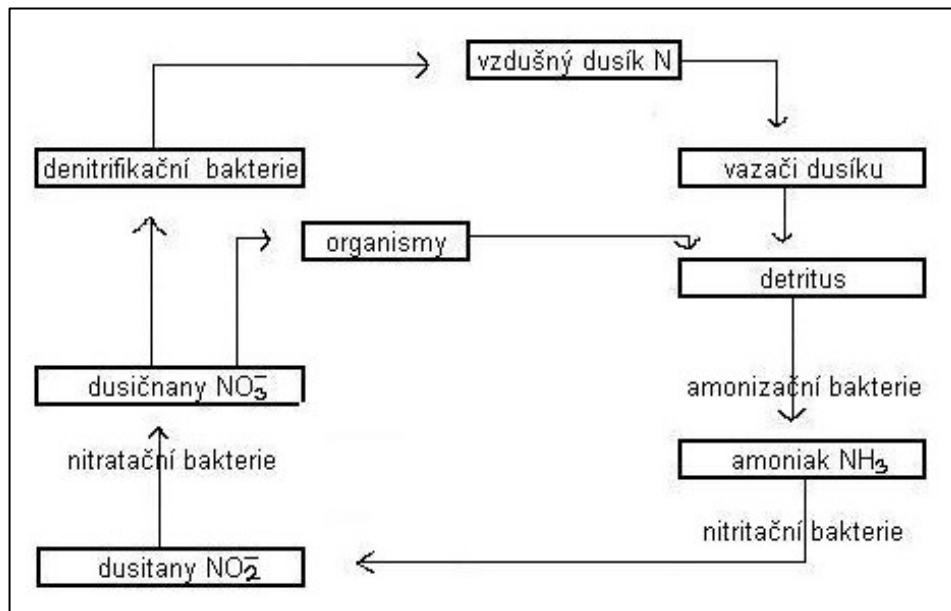 vzdušný dusík N
denitrifikační bakterie
vazači dusíku
organismy
detritus
dusičnany NO₃⁻
amonizační bakterie
nitratační bakterie
amoniak NH₃
nitritační bakterie
dusitany NO₂⁻